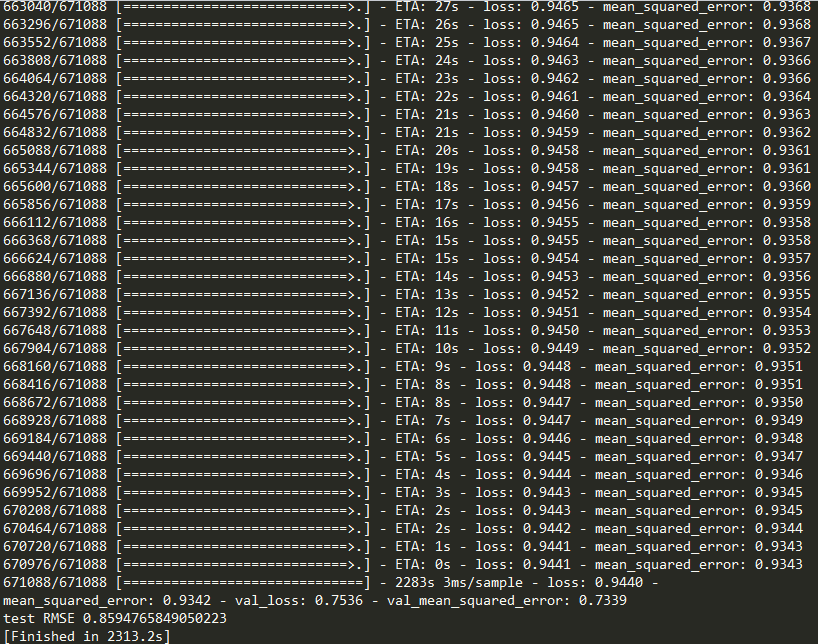 663040/671088 [============================>.] - ETA: 27s - loss: 0.9465 - mean_squared_error: 0.9368
663296/671088 [============================>.] - ETA: 26s - loss: 0.9465 - mean_squared_error: 0.9368
663552/671088 [============================>.] - ETA: 25s - loss: 0.9464 - mean_squared_error: 0.9367
663808/671088 [============================>.] - ETA: 24s - loss: 0.9463 - mean_squared_error: 0.9366
664064/671088 [============================>.] - ETA: 23s - loss: 0.9462 - mean_squared_error: 0.9366
664320/671088 [============================>.] - ETA: 22s - loss: 0.9461 - mean_squared_error: 0.9364
664576/671088 [============================>.] - ETA: 21s - loss: 0.9460 - mean_squared_error: 0.9363
664832/671088 [============================>.] - ETA: 21s - loss: 0.9459 - mean_squared_error: 0.9362
665088/671088 [============================>.] - ETA: 20s - loss: 0.9458 - mean_squared_error: 0.9361
665344/671088 [============================>.] - ETA: 19s - loss: 0.9458 - mean_squared_error: 0.9361
665600/671088 [============================>.] - ETA: 18s - loss: 0.9457 - mean_squared_error: 0.9360
665856/671088 [============================>.] - ETA: 17s - loss: 0.9456 - mean_squared_error: 0.9359
666112/671088 [============================>.] - ETA: 16s - loss: 0.9455 - mean_squared_error: 0.9358
666368/671088 [============================>.] - ETA: 15s - loss: 0.9455 - mean_squared_error: 0.9358
666624/671088 [============================>.] - ETA: 15s - loss: 0.9454 - mean_squared_error: 0.9357
666880/671088 [============================>.] - ETA: 14s - loss: 0.9453 - mean_squared_error: 0.9356
667136/671088 [============================>.] - ETA: 13s - loss: 0.9452 - mean_squared_error: 0.9355
667392/671088 [============================>.] - ETA: 12s - loss: 0.9451 - mean_squared_error: 0.9354
667648/671088 [============================>.] - ETA: 11s - loss: 0.9450 - mean_squared_error: 0.9353
667904/671088 [============================>.] - ETA: 10s - loss: 0.9449 - mean_squared_error: 0.9352
668160/671088 [============================>.] - ETA: 9s - loss: 0.9448 - mean_squared_error: 0.9351
668416/671088 [============================>.] - ETA: 8s - loss: 0.9448 - mean_squared_error: 0.9351
668672/671088 [============================>.] - ETA: 8s - loss: 0.9447 - mean_squared_error: 0.9350
668928/671088 [============================>.] - ETA: 7s - loss: 0.9447 - mean_squared_error: 0.9349
669184/671088 [============================>.] - ETA: 6s - loss: 0.9446 - mean_squared_error: 0.9348
669440/671088 [============================>.] - ETA: 5s - loss: 0.9445 - mean_squared_error: 0.9347
669696/671088 [============================>.] - ETA: 4s - loss: 0.9444 - mean_squared_error: 0.9346
669952/671088 [============================>.] - ETA: 3s - loss: 0.9443 - mean_squared_error: 0.9345
670208/671088 [============================>.] - ETA: 2s - loss: 0.9443 - mean_squared_error: 0.9345
670464/671088 [============================>.] - ETA: 2s - loss: 0.9442 - mean_squared_error: 0.9344
670720/671088 [============================>.] - ETA: 1s - loss: 0.9441 - mean_squared_error: 0.9343
670976/671088 [============================>.] - ETA: 0s - loss: 0.9441 - mean_squared_error: 0.9343
671088/671088 [==============================] - 2283s 3ms/sample - loss: 0.9440 -
mean_squared_error: 0.9342 - val_loss: 0.7536 - val_mean_squared_error: 0.7339
test RMSE 0.8594765849050223
[Finished in 2313.2s]